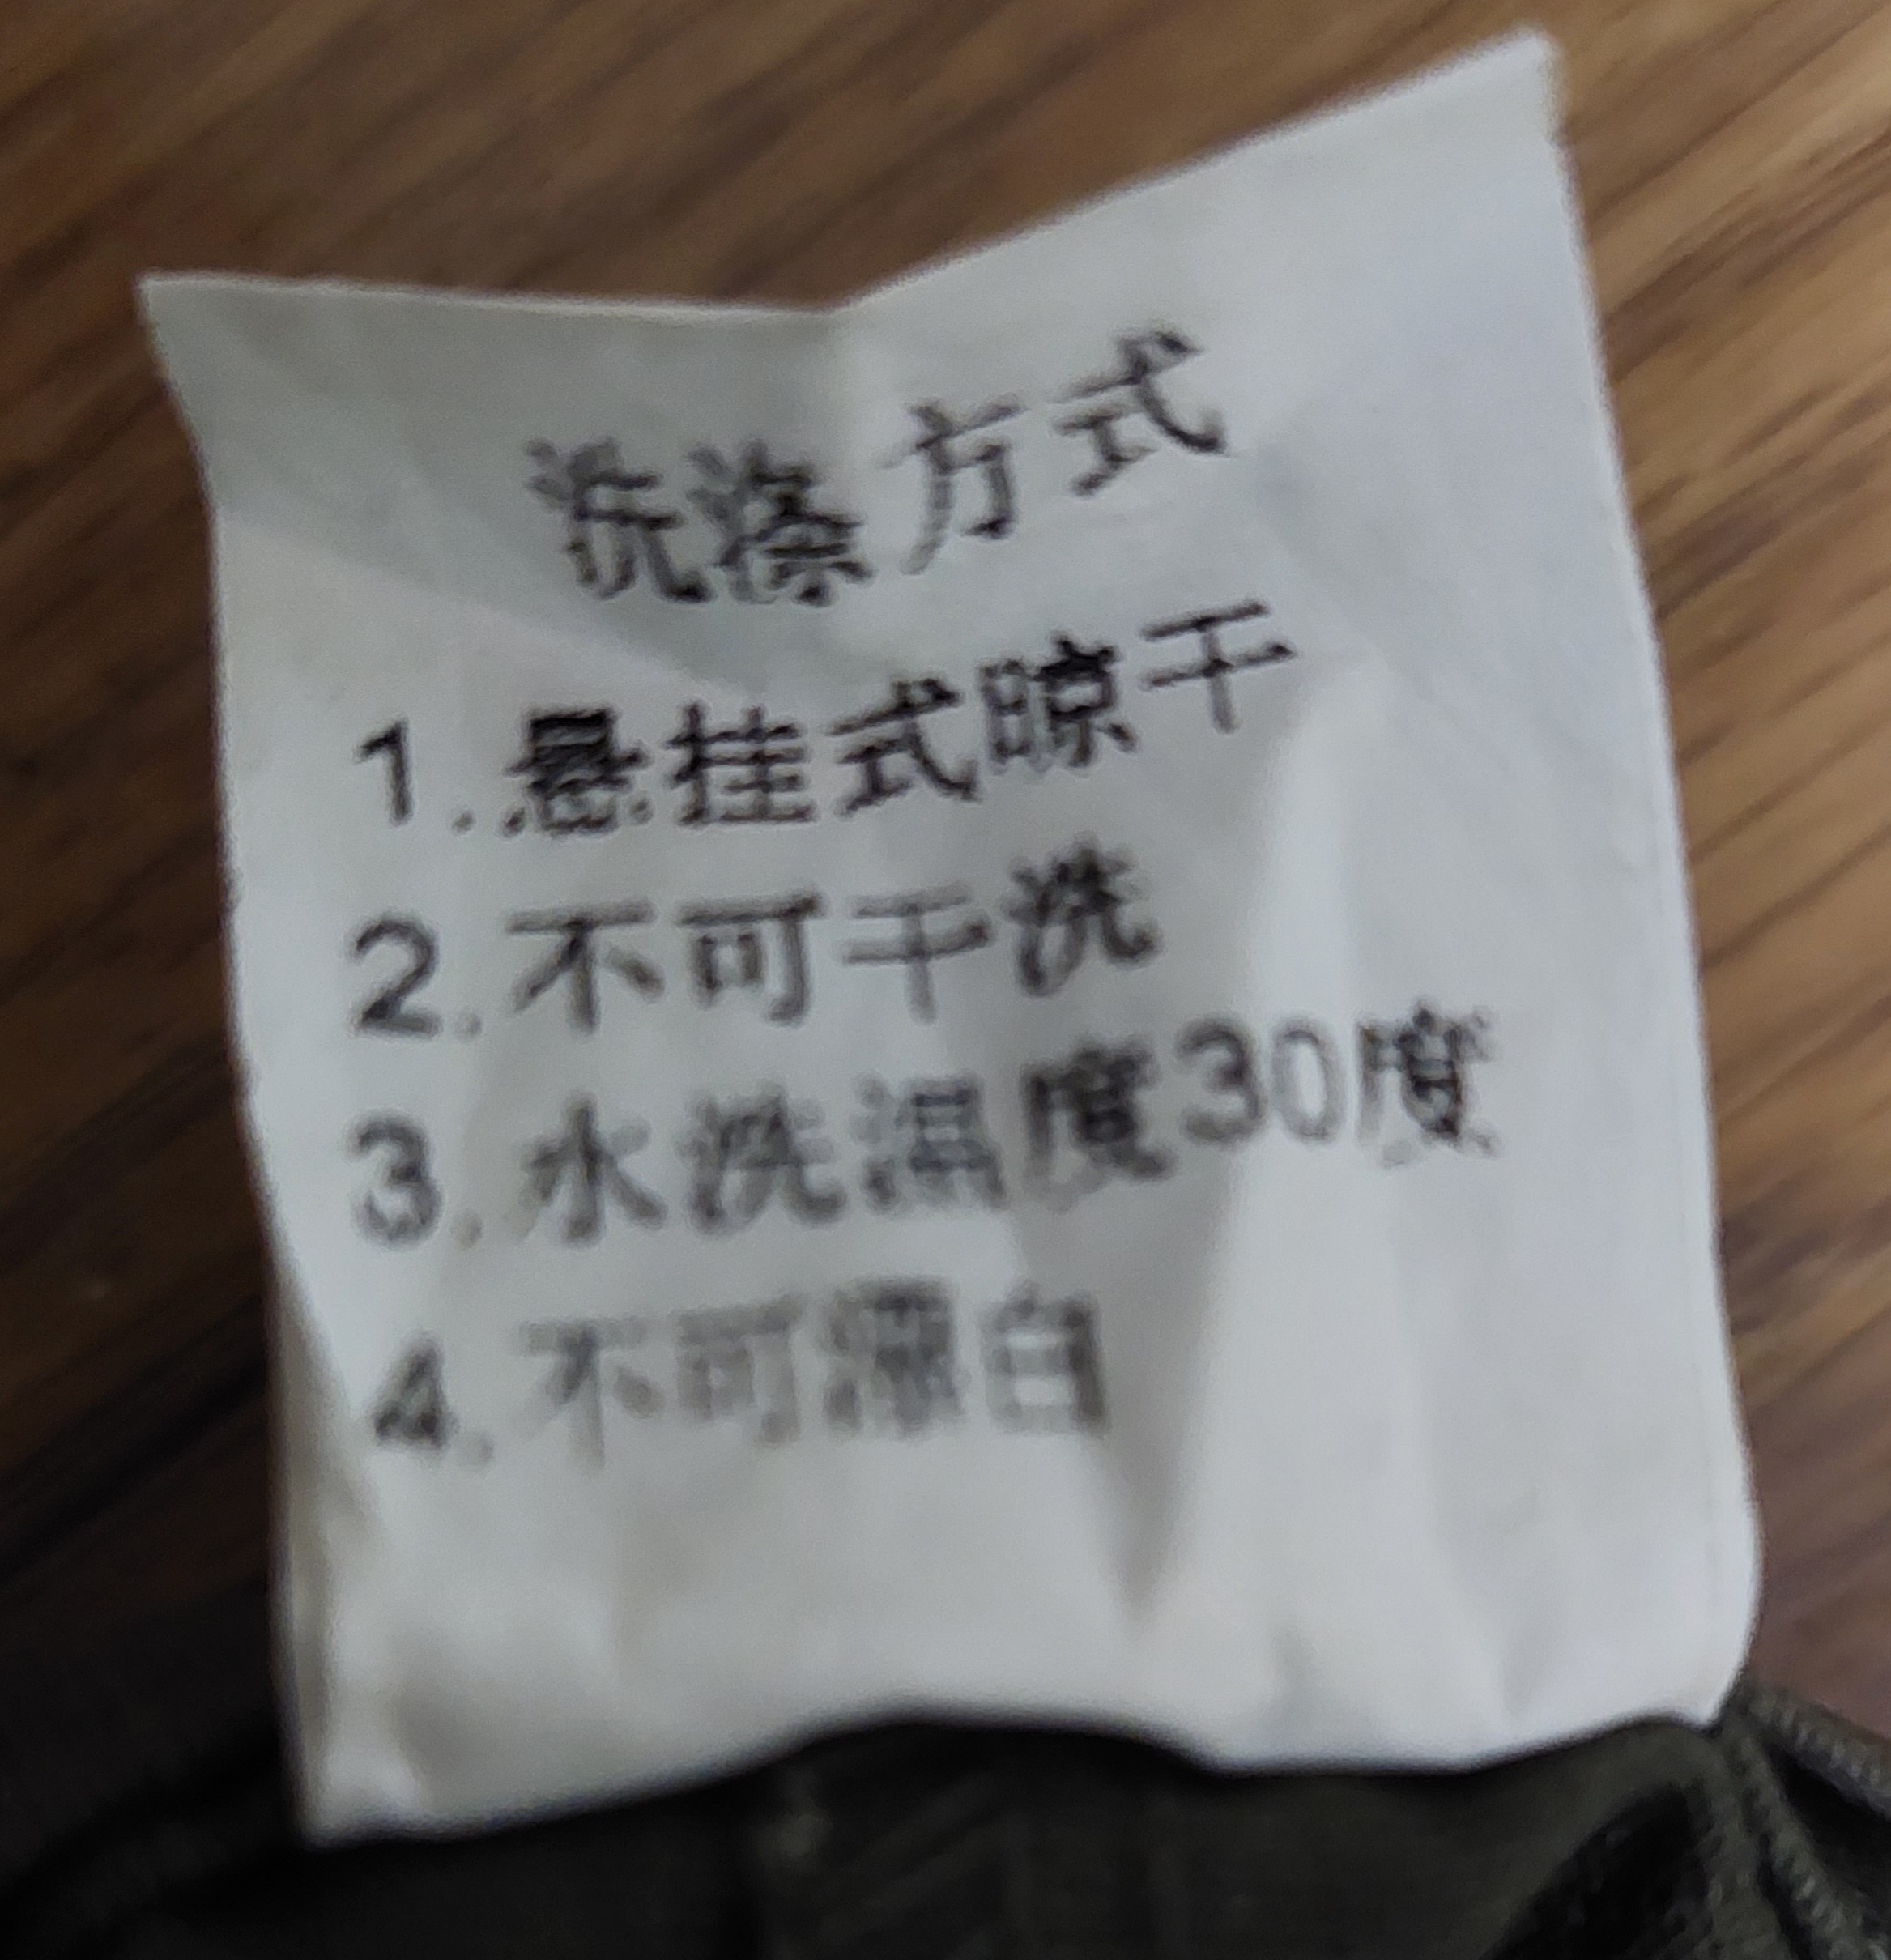 洗涤方式
1.悬挂式晾干
2.不可干洗
3.水洗温度30度
4.不可漂白